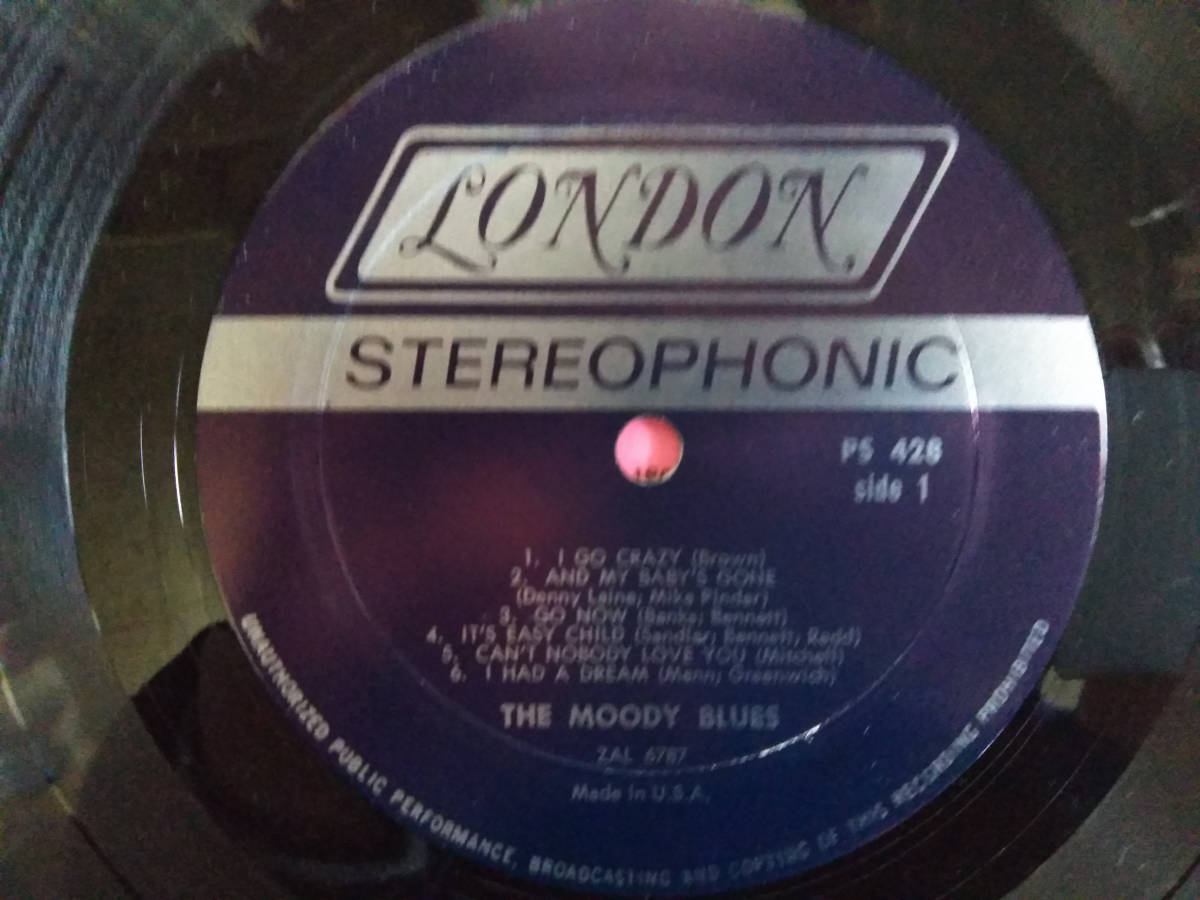 LONDON
STEREOPHONIC
PS 428
side 1
1. I GO CRAZY (Brown)
2. AND MY BABY'S GONE
(Denny Laine; Mike Pinder)
3. GO NOW (Banks; Bennett)
4. IT'S EASY CHILD (Sandler; Bennett, Redd)
5. CAN'T NOBODY LOVE YOU (Mitchell)
6. I HAD A DREAM (Mann; Greenwich)
THE MOODY BLUES
ZAL 6787
Made in U.S.A.
UNAUTHORIZED PUBLIC PERFORMANCE, BROADCASTING AND COPYING OF THIS RECORDING PROHIBITED